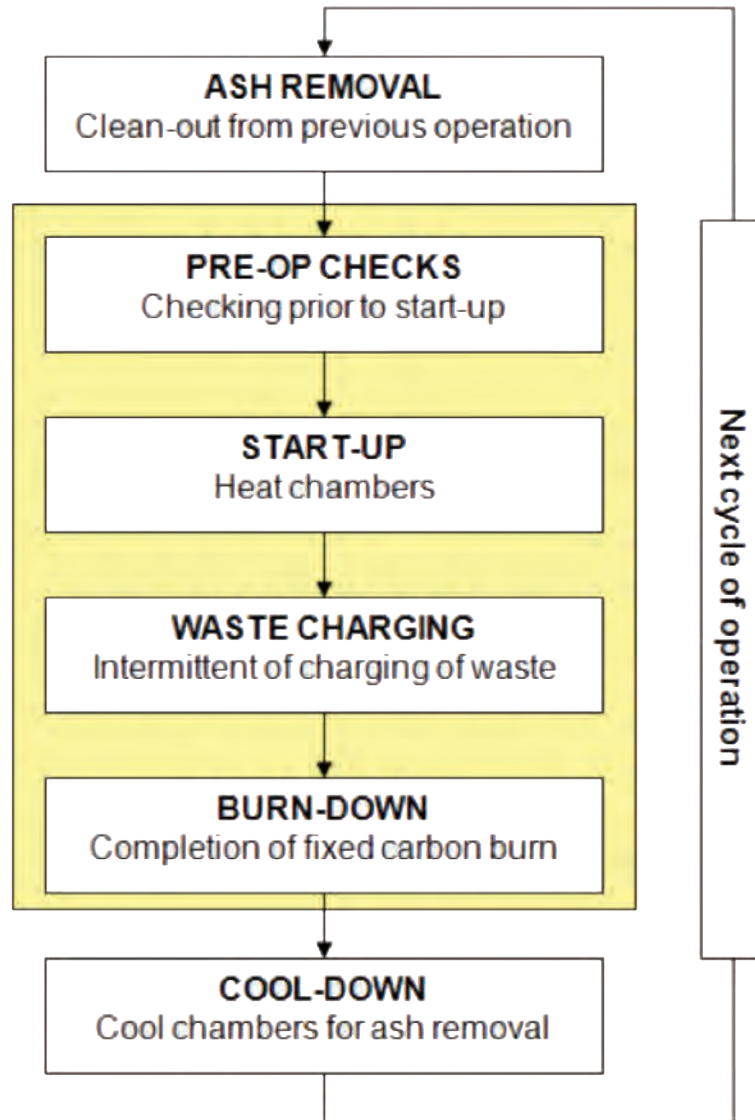 ASH REMOVAL
Clean-out from previous operation
PRE-OP CHECKS
Checking prior to start-up
START-UP
Heat chambers
WASTE CHARGING
Intermittent of charging of waste
BURN-DOWN
Completion of fixed carbon burn
COOL-DOWN
Cool chambers for ash removal
Next cycle of operation